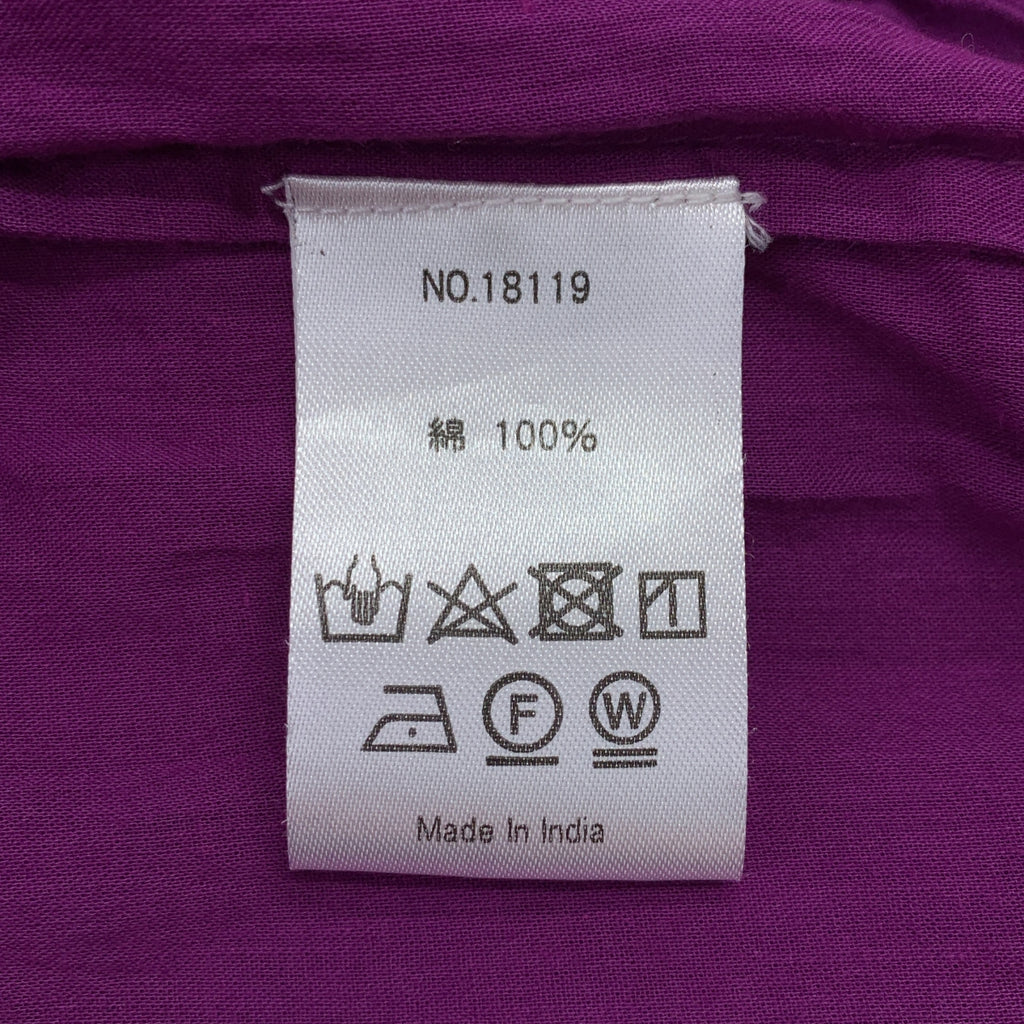 NO.18119
綿 100%
F W
Made In India